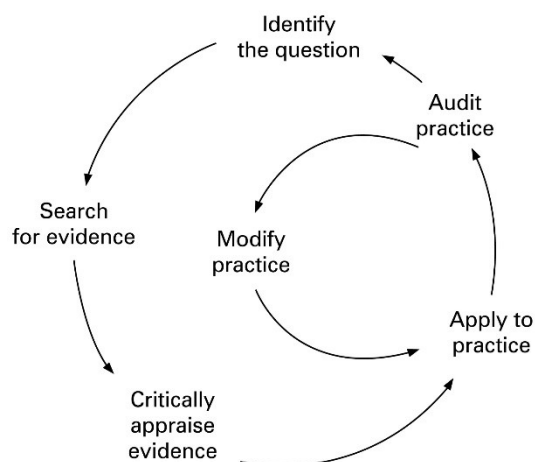 Identify
the question
Audit
practice
Search
for evidence
Modify
practice
Apply to
practice
Critically
appraise
evidence